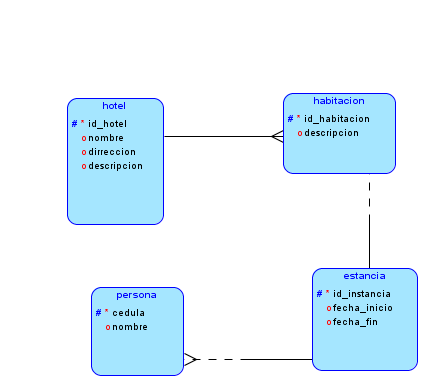 hotel
# * id_hotel
o nombre
o dirreccion
o descripcion
habitacion
# * id_habitacion
o descripcion
persona
# * cedula
o nombre
estancia
# * id_instancia
o fecha_inicio
o fecha_fin